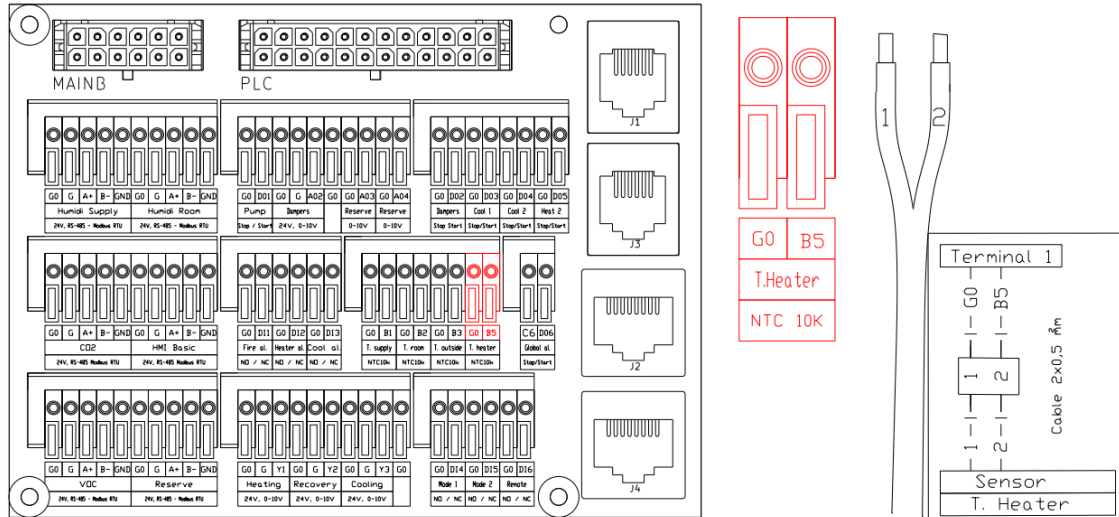 MAINB PLC
J1
G0 G A+ B- GND G0 G A+ B- GND G0 DO1 G0 G AO2 G0 G0 AO3 G0 AO4 G0 DO2 G0 DO3 G0 DO4 G0 DO5
Humidi Supply Humidi Room Pump Dampers Reserve Reserve Dampers Cool 1 Cool 2 Heat 2
24V, RS-485 - Modbus RTU 24V, RS-485 - Modbus RTU Stop / Start 24V, 0-10V 0-10V 0-10V Stop Start Stop/Start Stop/Start Stop/Start
J3
G0 G A+ B- GND G0 G A+ B- GND G0 DI1 G0 DI2 G0 DI3 G0 B1 G0 B2 G0 B3 G0 B5 C6 DO6
CO2 HMI Basic Fire al. Heater al. Cool al. T. supply T. room T. outside T. heater Global al.
24V, RS-485 Modbus RTU 24V, RS-485 - Modbus RTU NO / NC NO / NC NO / NC NTC10k NTC10k NTC10k NTC10k Stop/Start
J2
G0 G A+ B- GND G0 G A+ B- GND G0 G Y1 G0 G Y2 G0 G Y3 G0 G0 DI4 G0 DI5 G0 DI6
VOC Reserve Heating Recovery Cooling Mode 1 Mode 2 Remote
24V, RS-485 - Modbus RTU 24V, RS-485 - Modbus RTU 24V, 0-10V 24V, 0-10V 24V, 0-10V NO / NC NO / NC NO / NC
J4
G0 B5
T.Heater
NTC 10K
1 2
Terminal 1
G0 B5
1 2
1 2
Cable 2x0,5 mm2
Sensor
T. Heater